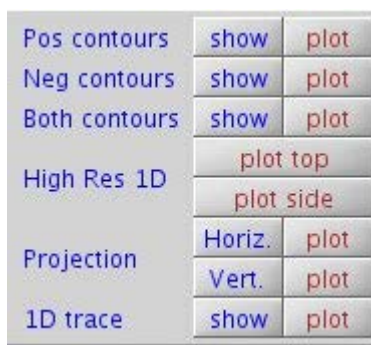 Pos contours show plot
Neg contours show plot
Both contours show plot
High Res 1D plot top
plot side
Projection Horiz. plot
Vert. plot
1D trace show plot